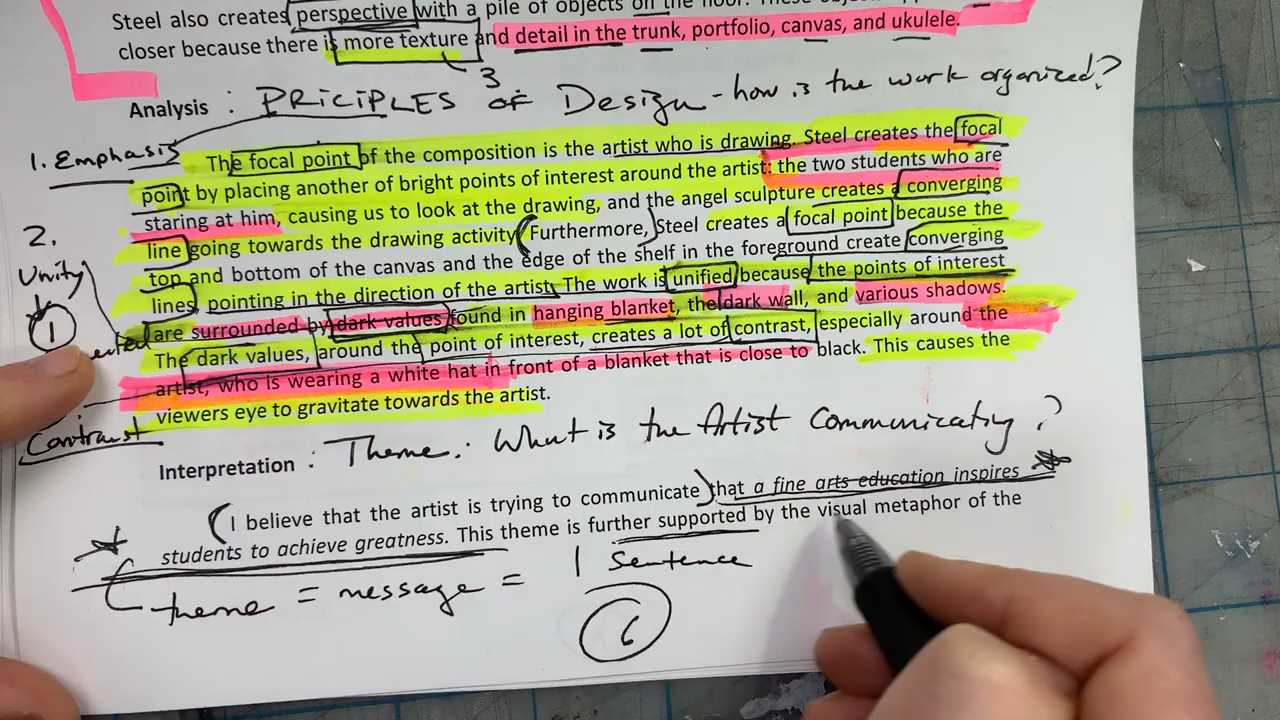 Steel also creates perspective with a pile of objects on the floor. These objects
closer because there is more texture and detail in the trunk, portfolio, canvas, and ukulele.
3
Analysis : PRICIPLES of Design - how is the work organized?
1. Emphasis
The focal point of the composition is the artist who is drawing. Steel creates the focal
point by placing another of bright points of interest around the artist: the two students who are
staring at him, causing us to look at the drawing, and the angel sculpture creates a converging
line going towards the drawing activity. Furthermore, Steel creates a focal point because the
2.
Unity
top and bottom of the canvas and the edge of the shelf in the foreground create converging
lines, pointing in the direction of the artist. The work is unified because the points of interest
1
are surrounded by dark values found in hanging blanket, the dark wall, and various shadows.
The dark values, around the point of interest, creates a lot of contrast, especially around the
artist, who is wearing a white hat in front of a blanket that is close to black. This causes the
viewers eye to gravitate towards the artist.
Contrast
Interpretation : Theme: What is the Artist Communicating?
(I believe that the artist is trying to communicate) that a fine arts education inspires
students to achieve greatness. This theme is further supported by the visual metaphor of the
theme = message = 1 Sentence
6